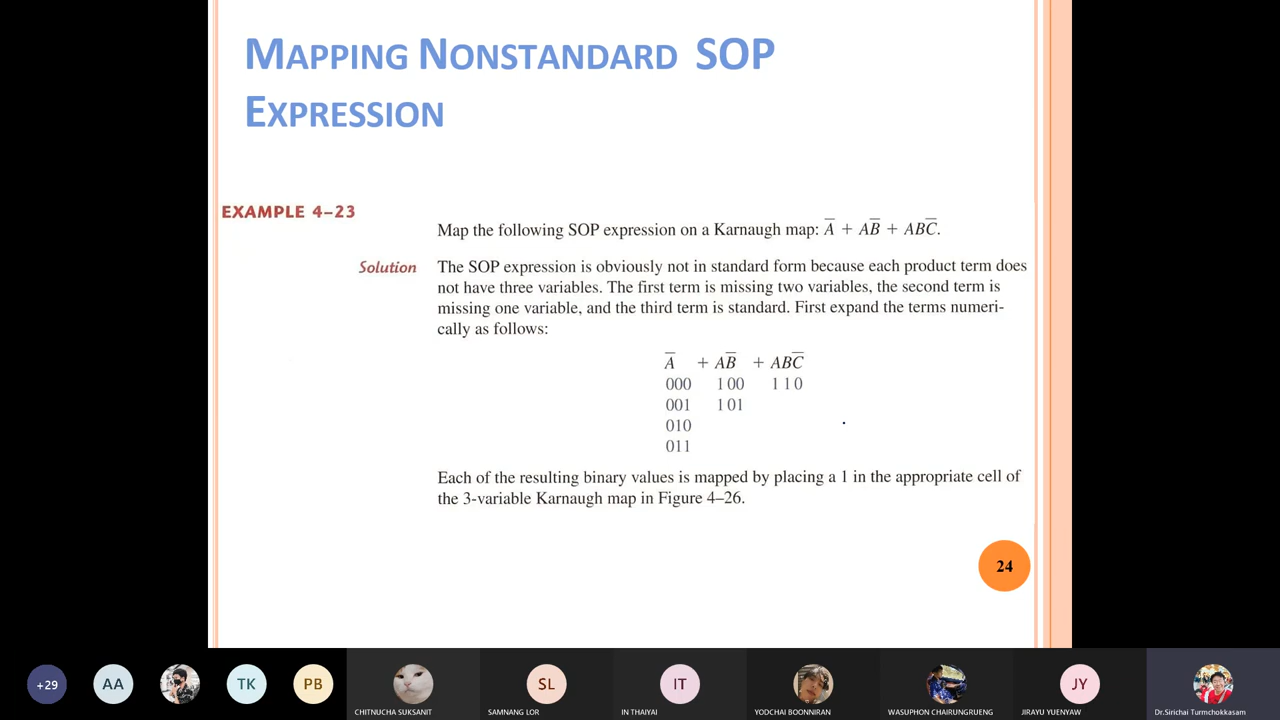 MAPPING NONSTANDARD SOP
EXPRESSION
EXAMPLE 4–23
Map the following SOP expression on a Karnaugh map: A̅ + AB̅ + ABC̅.
Solution The SOP expression is obviously not in standard form because each product term does
not have three variables. The first term is missing two variables, the second term is
missing one variable, and the third term is standard. First expand the terms numeri-
cally as follows:
A̅ + AB̅ + ABC̅
000 100 110
001 101
010
011
Each of the resulting binary values is mapped by placing a 1 in the appropriate cell of
the 3-variable Karnaugh map in Figure 4–26.
24
+29 AA TK PB SL IT JY
CHITNUCHA SUKSANIT SAMNANG LOR IN THAIYAI YODCHAI BOONNIRAN WASUPHON CHAIRUNGRUENG JIRAYU YUENYAW Dr.Sirichai Turmchokkasam